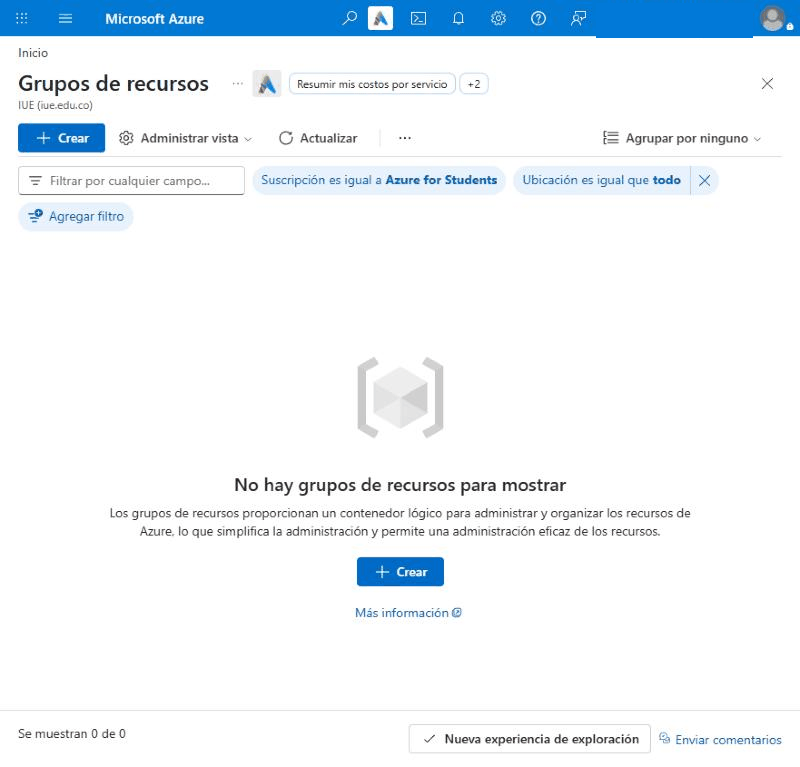 Microsoft Azure
Inicio
Grupos de recursos
... Resumir mis costos por servicio +2
IUE (iue.edu.co)
Crear Administrar vista Actualizar ... Agrupar por ninguno
Filtrar por cualquier campo... Suscripción es igual a Azure for Students Ubicación es igual que todo
Agregar filtro
No hay grupos de recursos para mostrar
Los grupos de recursos proporcionan un contenedor lógico para administrar y organizar los recursos de
Azure, lo que simplifica la administración y permite una administración eficaz de los recursos.
Crear
Más información
Se muestran 0 de 0
Nueva experiencia de exploración Enviar comentarios